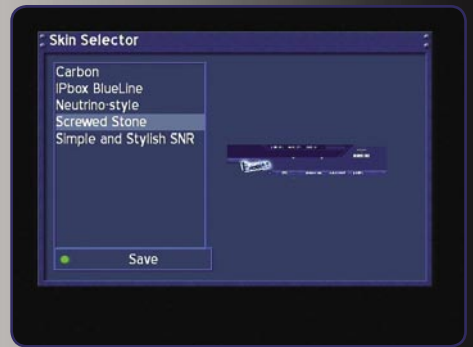 Skin Selector
Carbon
IPbox BlueLine
Neutrino-style
Screwed Stone
Simple and Stylish SNR
Save